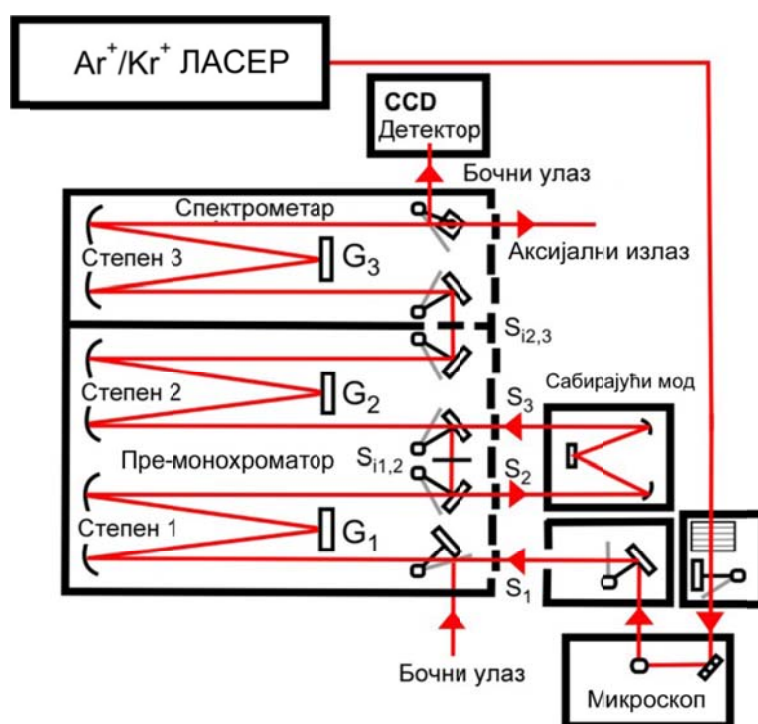 Ar⁺/Kr⁺ ЛАСЕР
CCD
Детектор
Бочни улаз
Спектрометар
Аксијални излаз
Степен 3
G₃
Sᵢ₂,₃
Степен 2
G₂
Сабирајући мод
S₃
Пре-монохроматор
Sᵢ₁,₂
S₂
Степен 1
G₁
S₁
Бочни улаз
Микроскоп